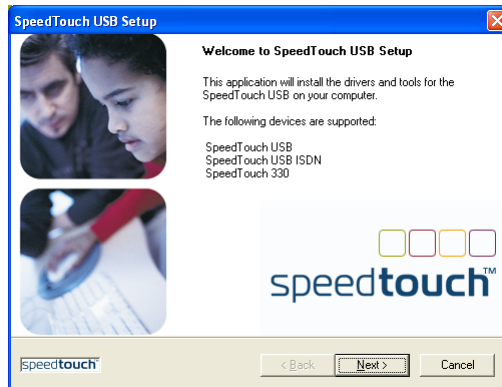 SpeedTouch USB Setup
Welcome to SpeedTouch USB Setup
This application will install the drivers and tools for the
SpeedTouch USB on your computer.
The following devices are supported:
SpeedTouch USB
SpeedTouch USB ISDN
SpeedTouch 330
speedtouch™
speedtouch™
< Back
Next >
Cancel